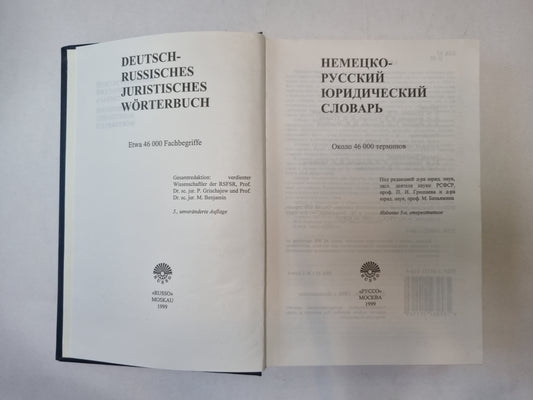 DEUTSCH-
RUSSISCHES
JURISTISCHES
WÖRTERBUCH
Etwa 46 000 Fachbegriffe
Gesamtredaktion: verdienter
Wissenschaftler der RSFSR, Prof.
Dr. sc. jur. P. Grischajew und Prof.
Dr. sc. jur. M. Benjamin
5., unveränderte Auflage
«RUSSO»
MOSKAU
1999
НЕМЕЦКО-
РУССКИЙ
ЮРИДИЧЕСКИЙ
СЛОВАРЬ
Около 46 000 терминов
Под редакцией д-ра юрид. наук,
засл. деятеля науки РСФСР,
проф. П. И. Гришаева и д-ра
юрид. наук, проф. М. Беньямина
Издание 5-е, стереотипное
«РУССО»
МОСКВА
1999